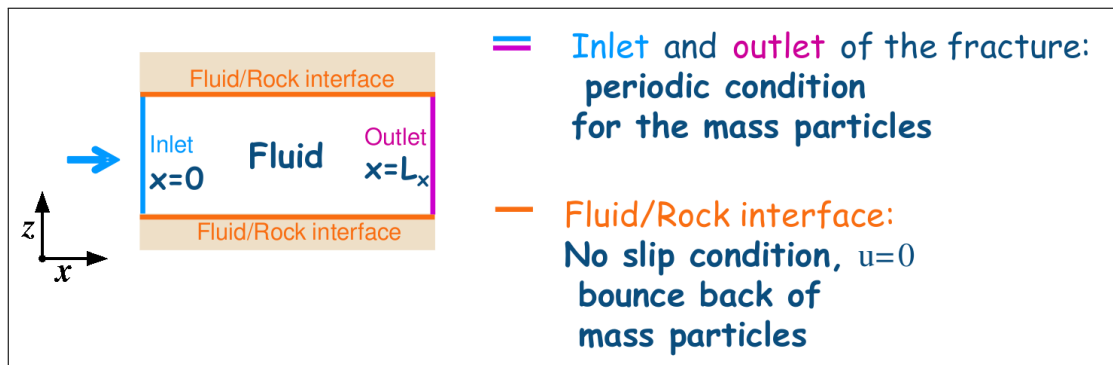 Fluid/Rock interface
Inlet
x=0
Fluid
Outlet
x=Lx
Fluid/Rock interface
z
x
Inlet and outlet of the fracture:
periodic condition
for the mass particles
Fluid/Rock interface:
No slip condition, u=0
bounce back of
mass particles